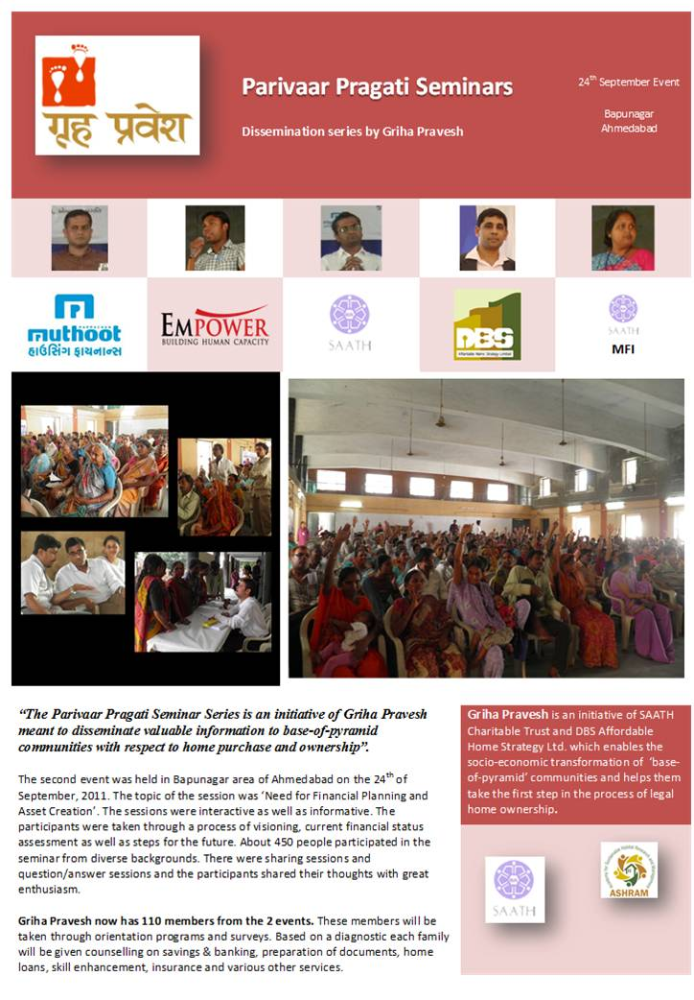 गृह प्रवेश
Parivaar Pragati Seminars
Dissemination series by Griha Pravesh
24th September Event
Bapunagar
Ahmedabad
muthoot
હાઉસિંગ ફાયનાન્સ
EMPOWER
BUILDING HUMAN CAPACITY
SAATH
DBS
Affordable Home Strategy Limited
SAATH
MFI
“The Parivaar Pragati Seminar Series is an initiative of Griha Pravesh
meant to disseminate valuable information to base-of-pyramid
communities with respect to home purchase and ownership”.
The second event was held in Bapunagar area of Ahmedabad on the 24th of
September, 2011. The topic of the session was ‘Need for Financial Planning and
Asset Creation’. The sessions were interactive as well as informative. The
participants were taken through a process of visioning, current financial status
assessment as well as steps for the future. About 450 people participated in the
seminar from diverse backgrounds. There were sharing sessions and
question/answer sessions and the participants shared their thoughts with great
enthusiasm.
Griha Pravesh now has 110 members from the 2 events. These members will be
taken through orientation programs and surveys. Based on a diagnostic each family
will be given counselling on savings & banking, preparation of documents, home
loans, skill enhancement, insurance and various other services.
Griha Pravesh is an initiative of SAATH
Charitable Trust and DBS Affordable
Home Strategy Ltd. which enables the
socio-economic transformation of ‘base-
of-pyramid’ communities and helps them
take the first step in the process of legal
home ownership.
SAATH
ASHRAM